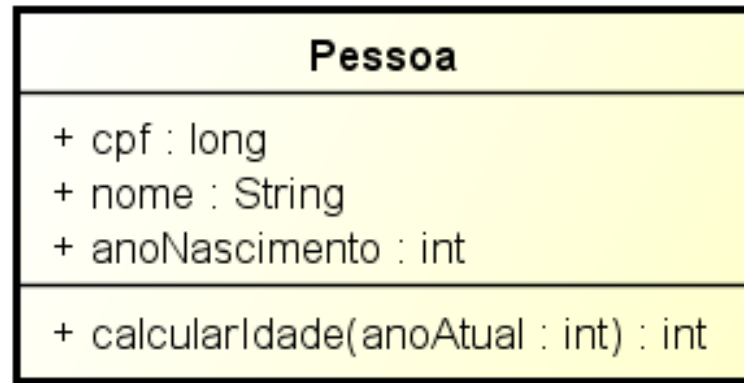 Pessoa
+ cpf : long
+ nome : String
+ anoNascimento : int
+ calcularIdade(anoAtual : int) : int